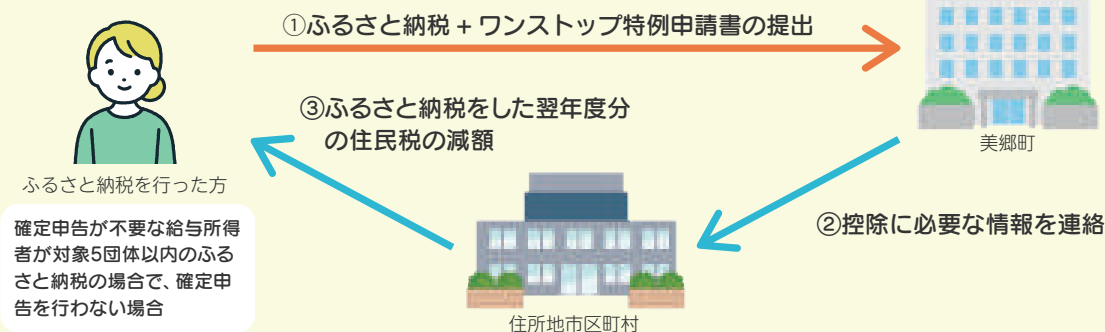 ①ふるさと納税 + ワンストップ特例申請書の提出
③ふるさと納税をした翌年度分
の住民税の減額
美郷町
ふるさと納税を行った方
確定申告が不要な給与所得
者が対象5団体以内のふる
さと納税の場合で、確定申
告を行わない場合
②控除に必要な情報を連絡
住所地市区町村